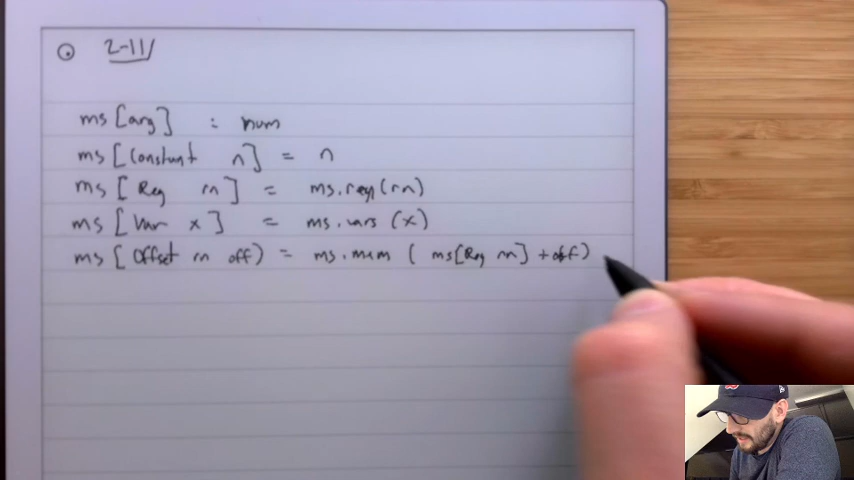 2-11/
ms[arg] : num
ms[Constant n] = n
ms[Reg rn] = ms.regs(rn)
ms[Var x] = ms.vars(x)
ms[Offset rn off) = ms.mem ( ms[Reg rn] + off)